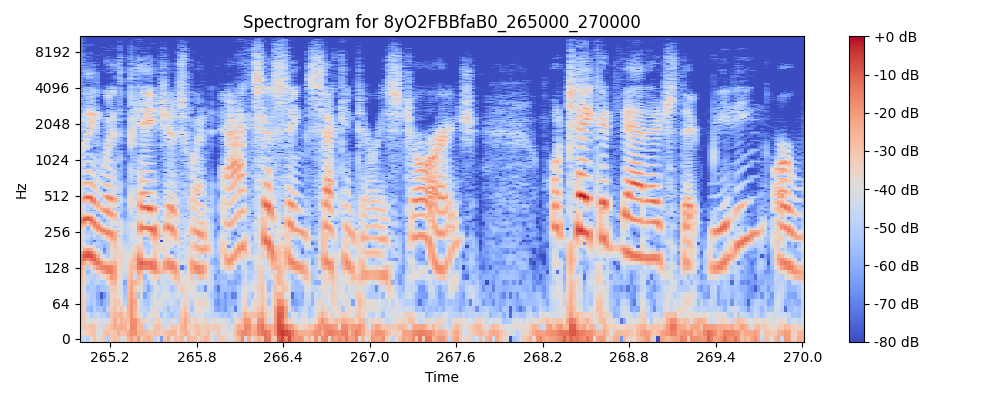 Spectrogram for 8yO2FBBfaB0_265000_270000
8192
4096
2048
1024
512
256
128
64
0
Hz
265.2 265.8 266.4 267.0 267.6 268.2 268.8 269.4 270.0
Time
+0 dB
-10 dB
-20 dB
-30 dB
-40 dB
-50 dB
-60 dB
-70 dB
-80 dB